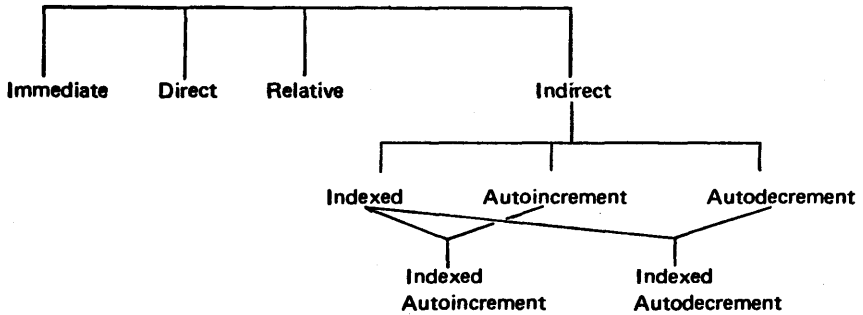 Immediate Direct Relative Indirect
Indexed Autoincrement Autodecrement
Indexed Indexed
Autoincrement Autodecrement